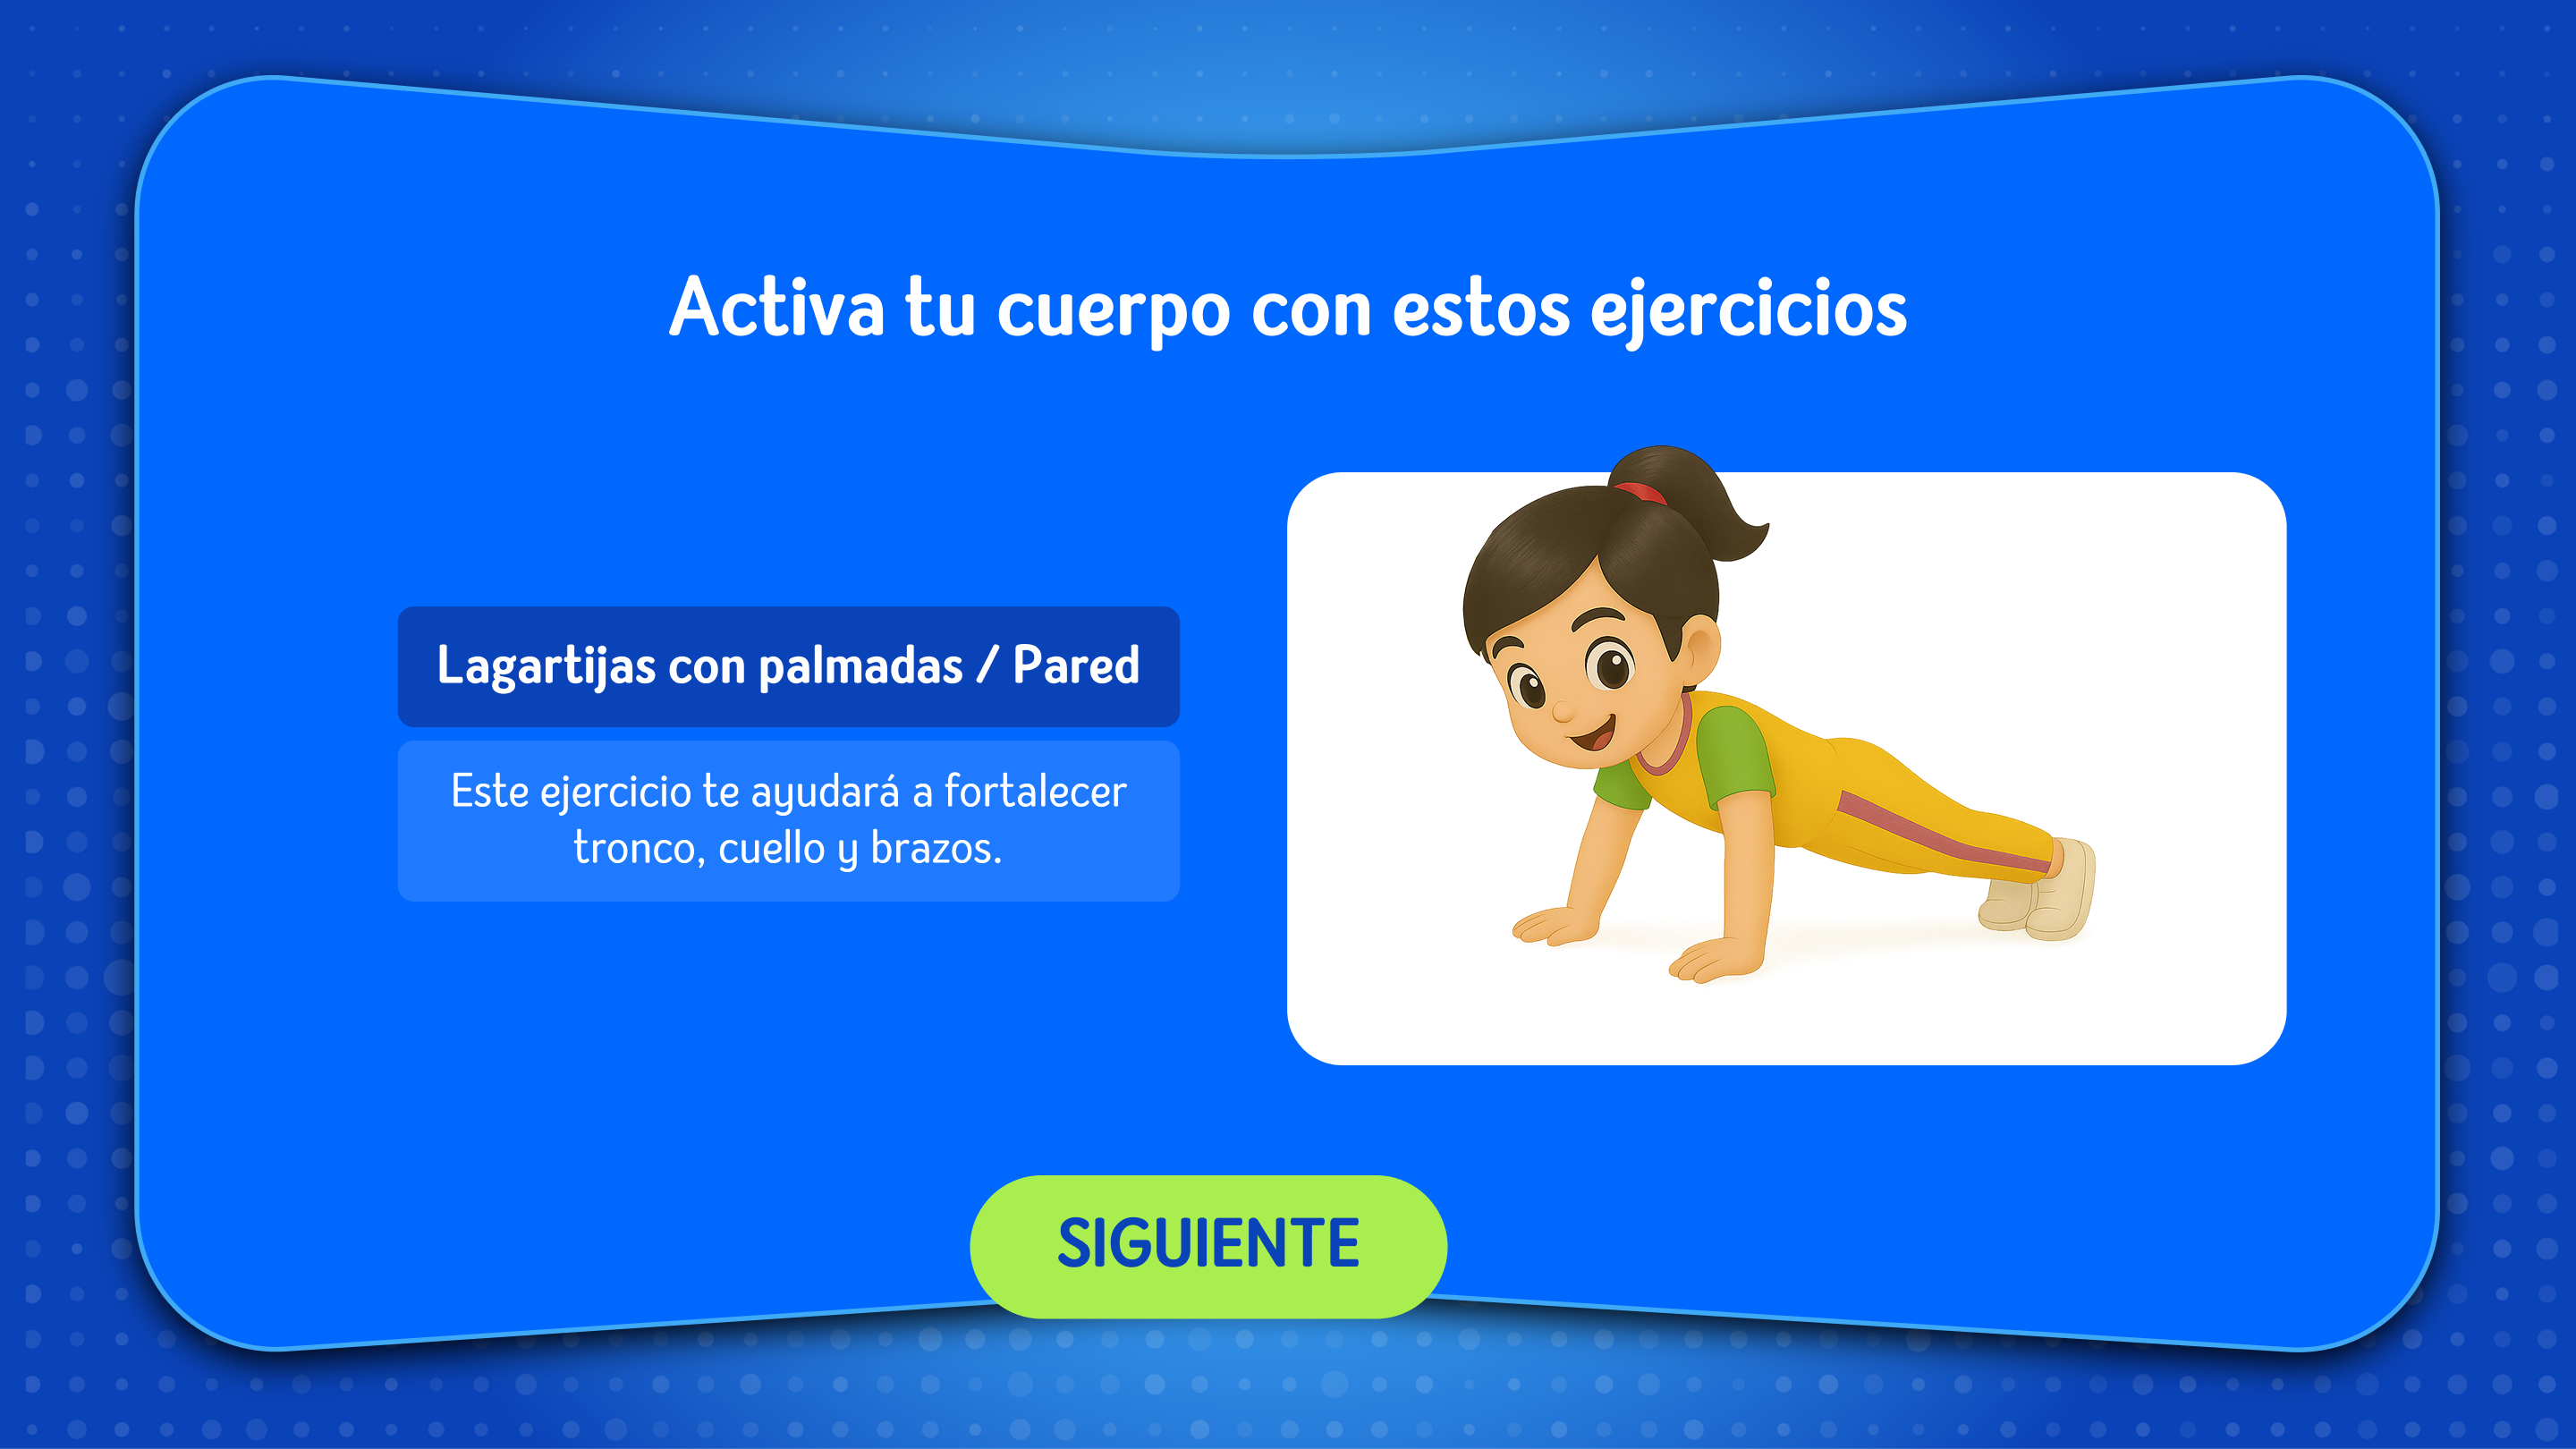 Activa tu cuerpo con estos ejercicios
Lagartijas con palmadas / Pared
Este ejercicio te ayudará a fortalecer
tronco, cuello y brazos.
SIGUIENTE